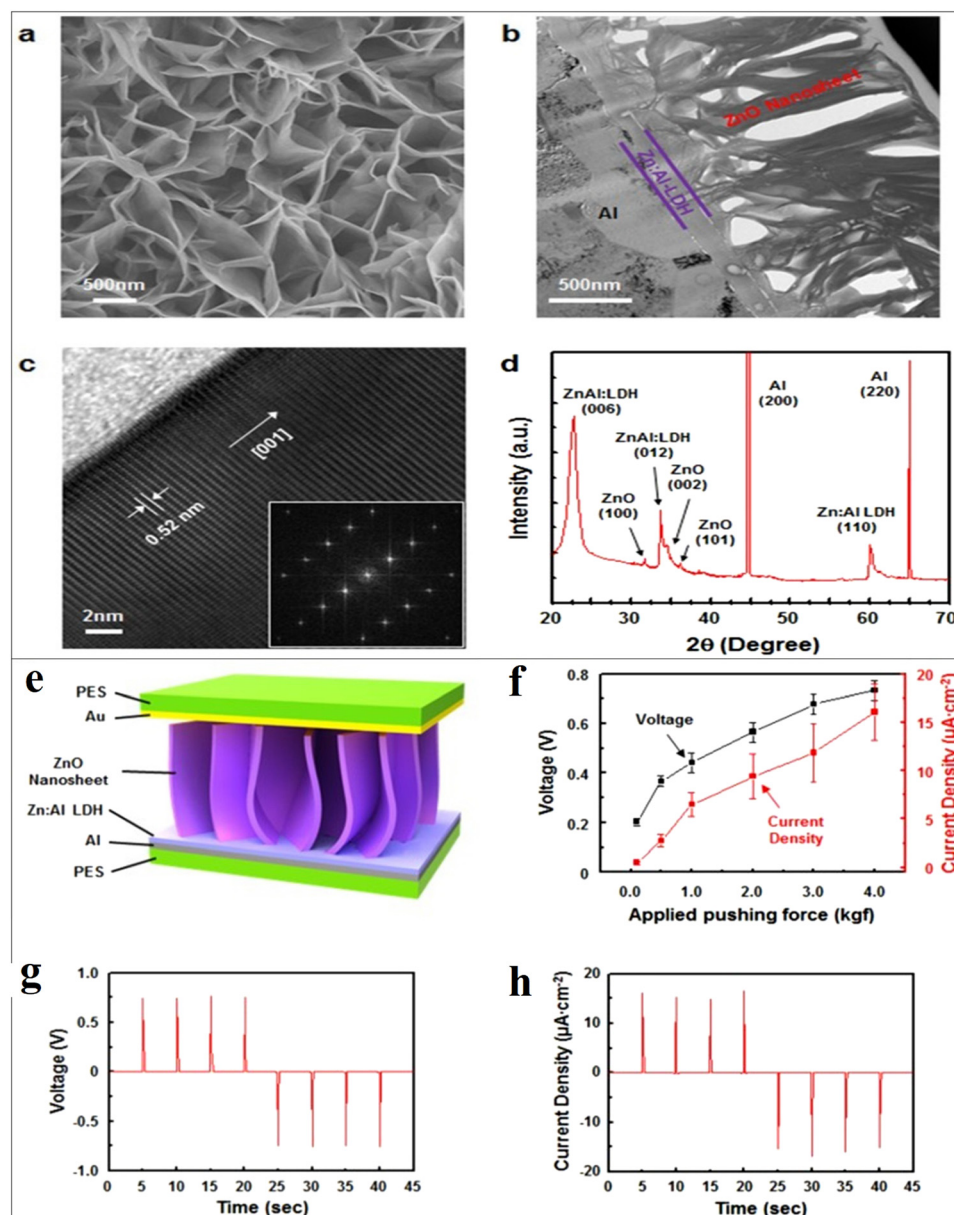 a
500nm
b
ZnO Nanosheet
Zn:Al-LDH
Al
500nm
c
[001]
0.52 nm
2nm
d
Intensity (a.u.)
ZnAl:LDH
(006)
ZnAl:LDH
(012)
ZnO
(002)
ZnO
(100)
ZnO
(101)
Al
(200)
Al
(220)
Zn:Al LDH
(110)
20 30 40 50 60 70
2θ (Degree)
e
PES
Au
ZnO
Nanosheet
Zn:Al LDH
Al
PES
f
Voltage (V)
0.8
0.6
0.4
0.2
0
Voltage
Current
Density
20
15
10
5
0
Current Density (μA·cm-2)
0.0 1.0 2.0 3.0 4.0
Applied pushing force (kgf)
g
Voltage (V)
1.0
0.5
0
-0.5
-1.0
0 5 10 15 20 25 30 35 40 45
Time (sec)
h
Current Density (μA·cm-2)
20
10
0
-10
-20
0 5 10 15 20 25 30 35 40 45
Time (sec)